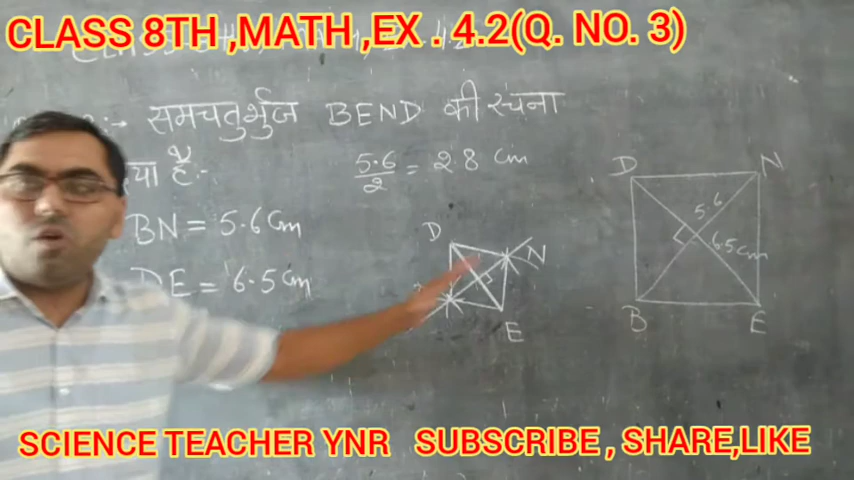 CLASS 8TH ,MATH ,EX . 4.2(Q. NO. 3)
:- समचतुर्भुज BEND की रचना
या है:-
5.6/2 = 2.8 cm
BN = 5.6 Cm
DE = 6.5 cm
D
N
E
D
N
5.6
6.5cm
B
E
SCIENCE TEACHER YNR SUBSCRIBE , SHARE,LIKE